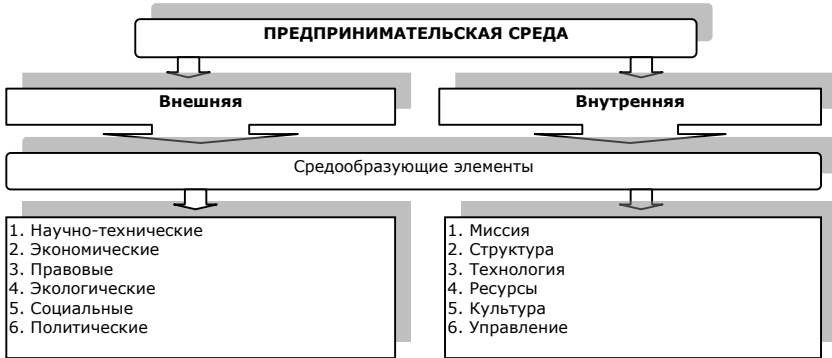 ПРЕДПРИНИМАТЕЛЬСКАЯ СРЕДА
Внешняя
Внутренняя
Средообразующие элементы
1. Научно-технические
2. Экономические
3. Правовые
4. Экологические
5. Социальные
6. Политические
1. Миссия
2. Структура
3. Технология
4. Ресурсы
5. Культура
6. Управление